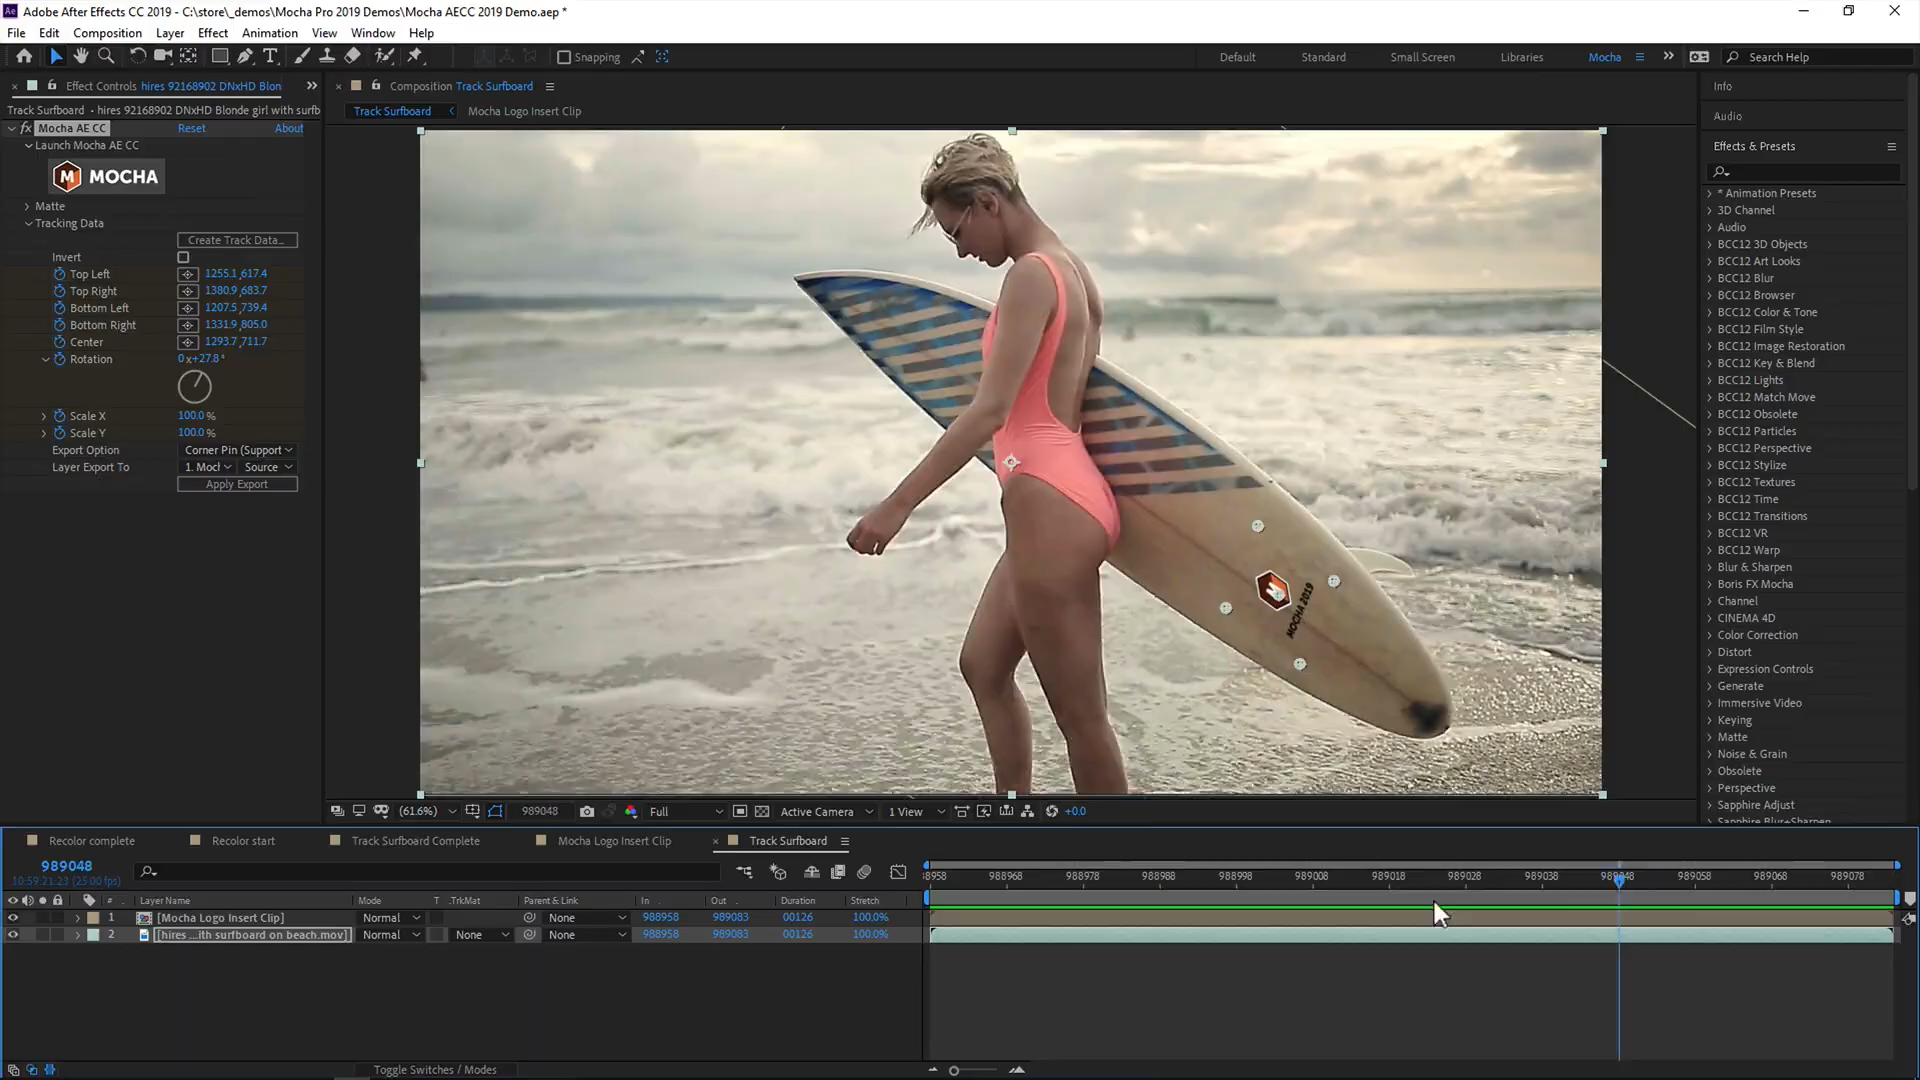 Adobe After Effects CC 2019 - C:\store\_demos\Mocha Pro 2019 Demos\Mocha AECC 2019 Demo.aep *
File Edit Composition Layer Effect Animation View Window Help
Snapping
Default Standard Small Screen Libraries Mocha
Search Help
Effect Controls hires 92168902 DNxHD Blon
Track Surfboard • hires 92168902 DNxHD Blonde girl with surfb
fx Mocha AE CC Reset About
Launch Mocha AE CC
M MOCHA
Matte
Tracking Data
Create Track Data...
Invert
Top Left 1255.1,617.4
Top Right 1380.9,683.7
Bottom Left 1207.5,739.4
Bottom Right 1331.9,805.0
Center 1293.7,711.7
Rotation 0x+27.8°
Scale X 100.0%
Scale Y 100.0%
Export Option Corner Pin (Support
Layer Export To 1. Mocl Source
Apply Export
Composition Track Surfboard
Track Surfboard Mocha Logo Insert Clip
MOCHA 2019
(61.6%) 989048 Full Active Camera 1 View +0.0
Info
Audio
Effects & Presets
* Animation Presets
3D Channel
Audio
BCC12 3D Objects
BCC12 Art Looks
BCC12 Blur
BCC12 Browser
BCC12 Color & Tone
BCC12 Film Style
BCC12 Image Restoration
BCC12 Key & Blend
BCC12 Lights
BCC12 Match Move
BCC12 Obsolete
BCC12 Particles
BCC12 Perspective
BCC12 Stylize
BCC12 Textures
BCC12 Time
BCC12 Transitions
BCC12 VR
BCC12 Warp
Blur & Sharpen
Boris FX Mocha
Channel
CINEMA 4D
Color Correction
Distort
Expression Controls
Generate
Immersive Video
Keying
Matte
Noise & Grain
Obsolete
Perspective
Sapphire Adjust
Sapphire Blur+Sharpen
Recolor complete Recolor start Track Surfboard Complete Mocha Logo Insert Clip Track Surfboard
989048
10:59:21:23 (25.00 fps)
# Layer Name Mode T .TrkMat Parent & Link In Out Duration Stretch
1 [Mocha Logo Insert Clip] Normal None 988958 989083 00126 100.0%
2 [hires ...ith surfboard on beach.mov] Normal None None 988958 989083 00126 100.0%
8958 988968 988978 988988 988998 989008 989018 989028 989038 989048 989058 989068 989078
Toggle Switches / Modes